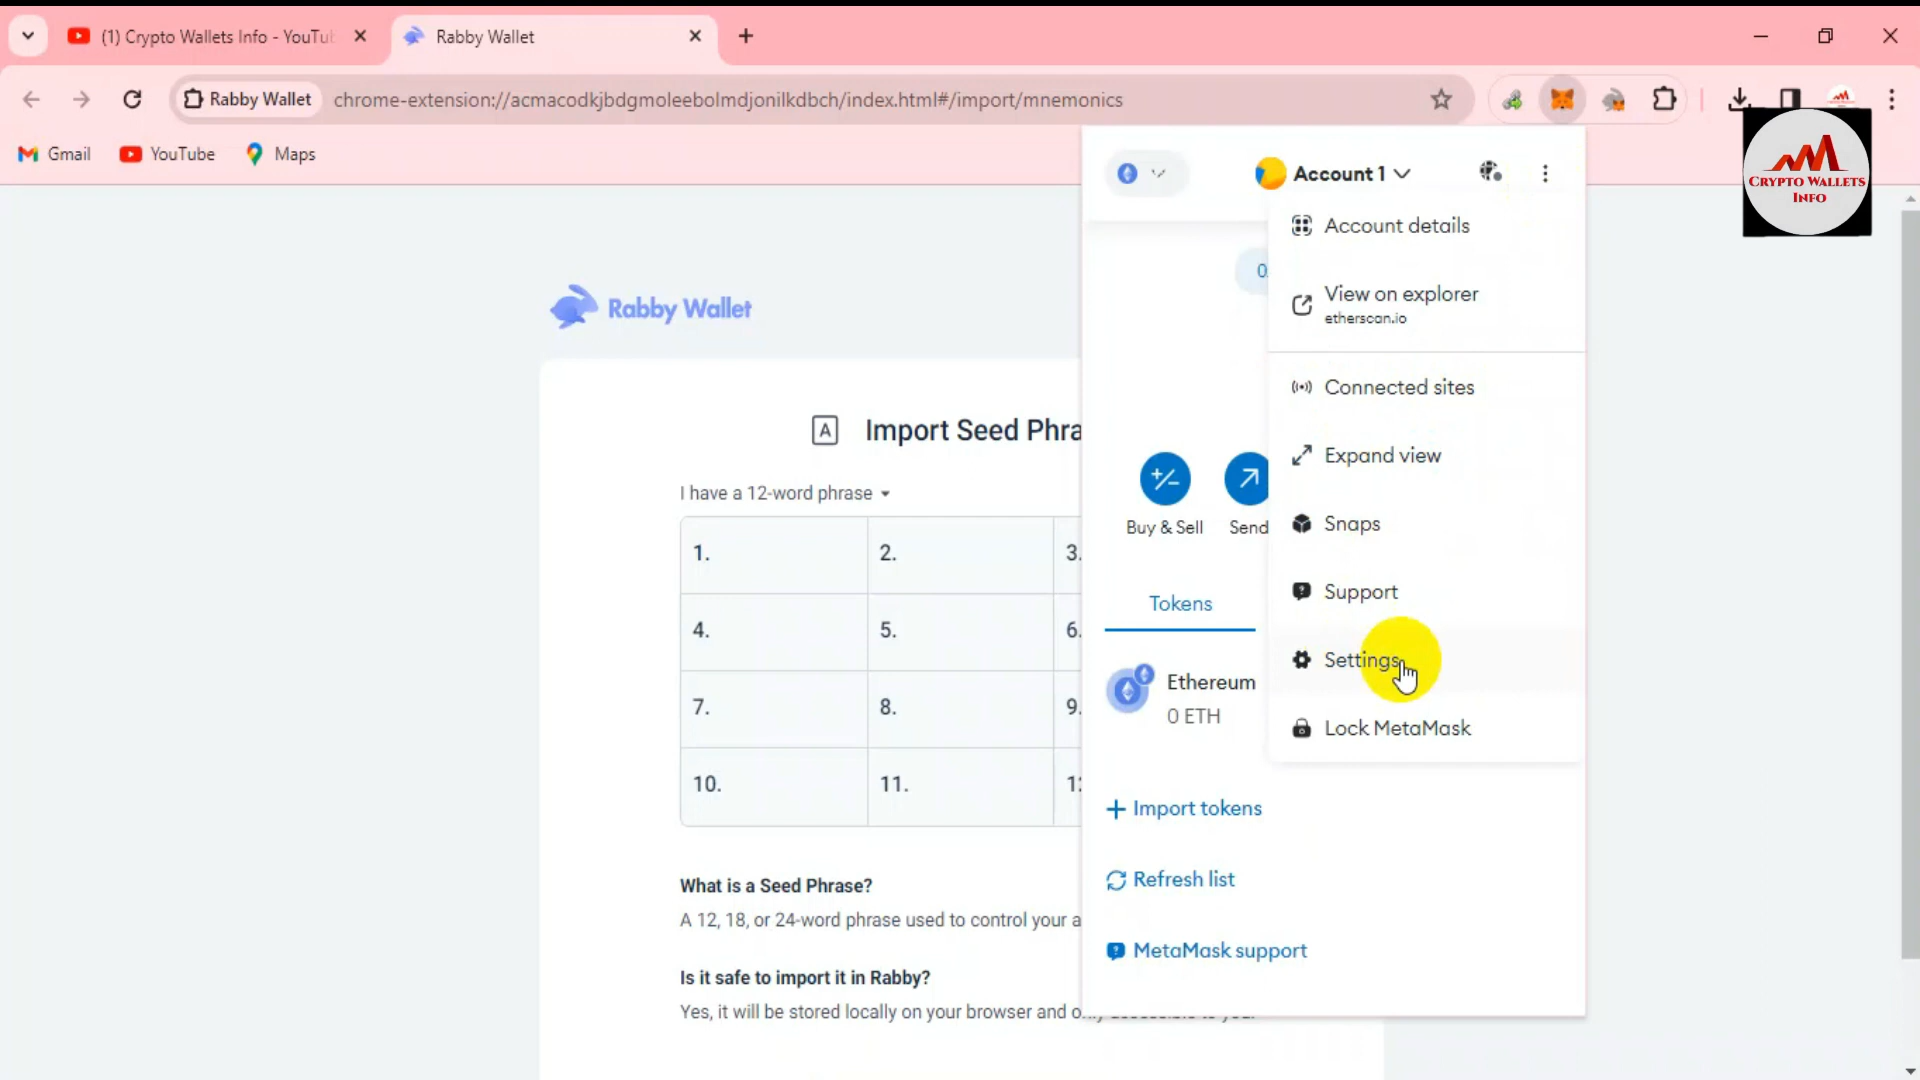 (1) Crypto Wallets Info - YouTu
Rabby Wallet
Rabby Wallet
chrome-extension://acmacodkjbdgmoleebolmdjonilkdbch/index.html#/import/mnemonics
Gmail
YouTube
Maps
Crypto Wallets
Info
Account 1
Account details
0
View on explorer
etherscan.io
Rabby Wallet
Connected sites
A
Import Seed Phra
Expand view
I have a 12-word phrase
Buy & Sell
Send
Snaps
1.
2.
3.
Support
Tokens
4.
5.
6.
Settings
Ethereum
0 ETH
7.
8.
9.
Lock MetaMask
10.
11.
Import tokens
What is a Seed Phrase?
Refresh list
A 12, 18, or 24-word phrase used to control your a
MetaMask support
Is it safe to import it in Rabby?
Yes, it will be stored locally on your browser and